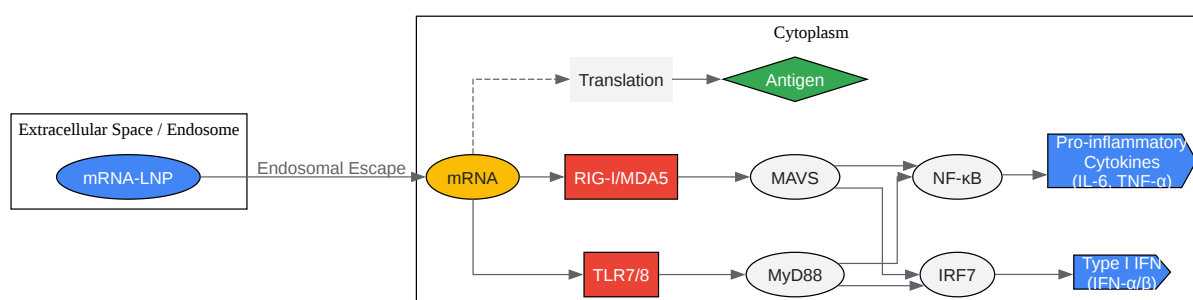 Cytoplasm
Translation
Antigen
Extracellular Space / Endosome
mRNA-LNP
Endosomal Escape
mRNA
RIG-I/MDA5
MAVS
NF-κB
Pro-inflammatory
Cytokines
(IL-6, TNF-α)
TLR7/8
MyD88
IRF7
Type I IFN
(IFN-α/β)